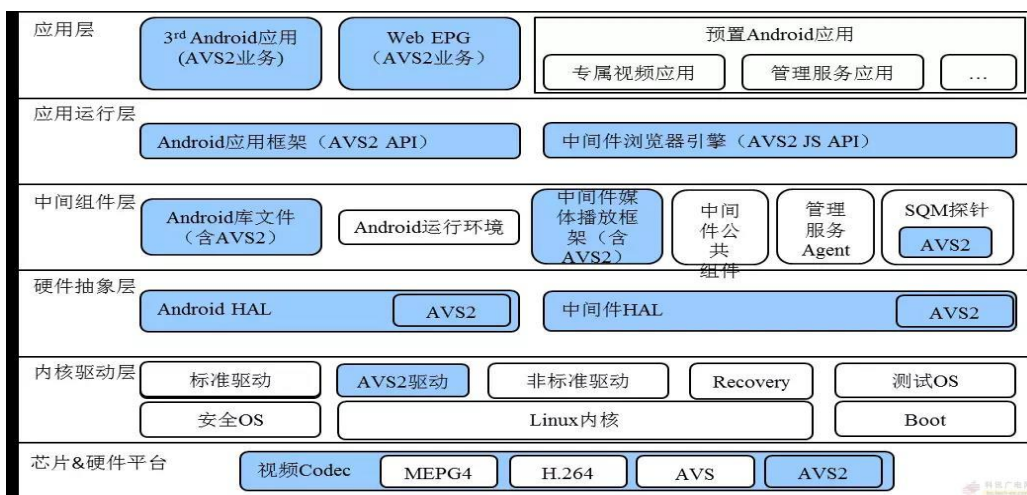 应用层
3rd Android应用
(AVS2业务)
Web EPG
（AVS2业务）
预置Android应用
专属视频应用
管理服务应用
…
应用运行层
Android应用框架（AVS2 API）
中间件浏览器引擎（AVS2 JS API）
中间组件层
Android库文件
（含AVS2）
Android运行环境
中间件媒
体播放框
架（含
AVS2）
中间
件公
共
组件
管理
服务
Agent
SQM探针
AVS2
硬件抽象层
Android HAL
AVS2
中间件HAL
AVS2
内核驱动层
标准驱动
AVS2驱动
非标准驱动
Recovery
测试OS
安全OS
Linux内核
Boot
芯片&硬件平台
视频Codec
MEPG4
H.264
AVS
AVS2